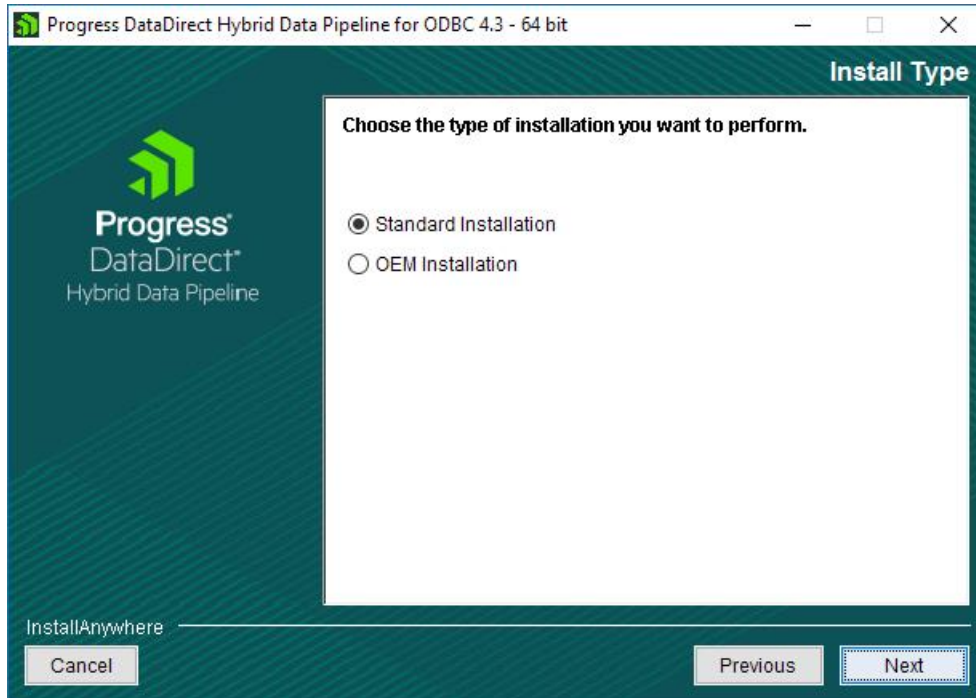 Progress DataDirect Hybrid Data Pipeline for ODBC 4.3 - 64 bit
Install Type
Progress®
DataDirect®
Hybrid Data Pipeline
Choose the type of installation you want to perform.
Standard Installation
OEM Installation
InstallAnywhere
Cancel
Previous
Next